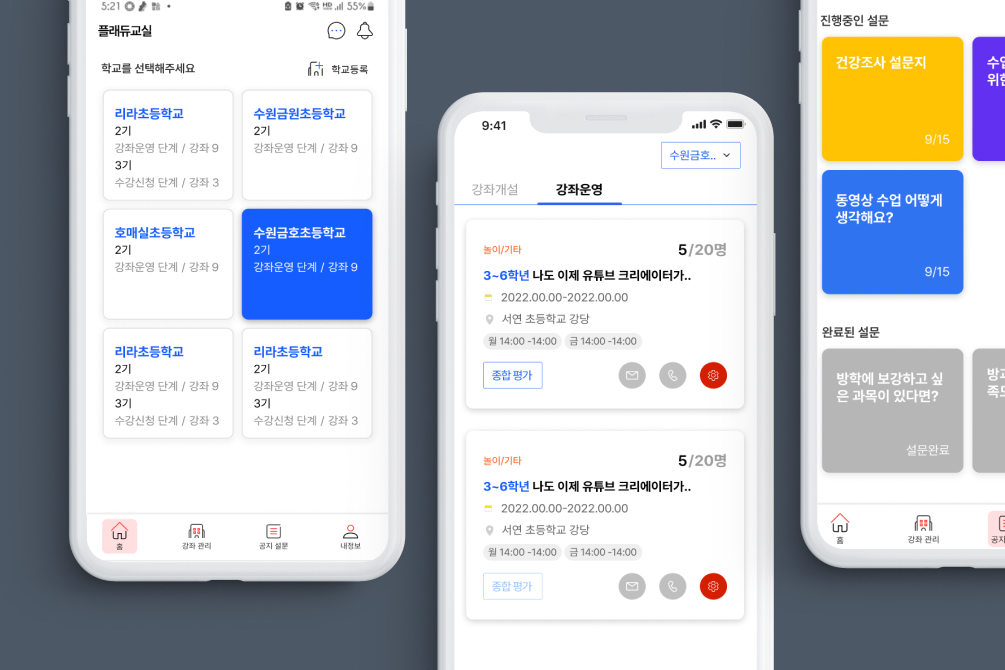 5:21
55%
플래듀교실
학교를 선택해주세요
학교등록
리라초등학교
2기
강좌운영 단계 / 강좌 9
3기
수강신청 단계 / 강좌 3
수원금원초등학교
2기
강좌운영 단계 / 강좌 9
호매실초등학교
2기
강좌운영 단계 / 강좌 9
수원금호초등학교
2기
강좌운영 단계 / 강좌 9
리라초등학교
2기
강좌운영 단계 / 강좌 9
3기
수강신청 단계 / 강좌 3
리라초등학교
2기
강좌운영 단계 / 강좌 9
3기
수강신청 단계 / 강좌 3
홈
강좌 관리
공지 설문
내정보
9:41
수원금호..
강좌개설
강좌운영
놀이/기타
5/20명
3~6학년 나도 이제 유튜브 크리에이터가..
2022.00.00-2022.00.00
서연 초등학교 강당
월 14:00 -14:00
금 14:00 -14:00
종합 평가
놀이/기타
5/20명
3~6학년 나도 이제 유튜브 크리에이터가..
2022.00.00-2022.00.00
서연 초등학교 강당
월 14:00 -14:00
금 14:00 -14:00
종합 평가
진행중인 설문
건강조사 설문지
9/15
동영상 수업 어떻게
생각해요?
9/15
완료된 설문
방학에 보강하고 싶
은 과목이 있다면?
설문완료
홈
강좌 관리